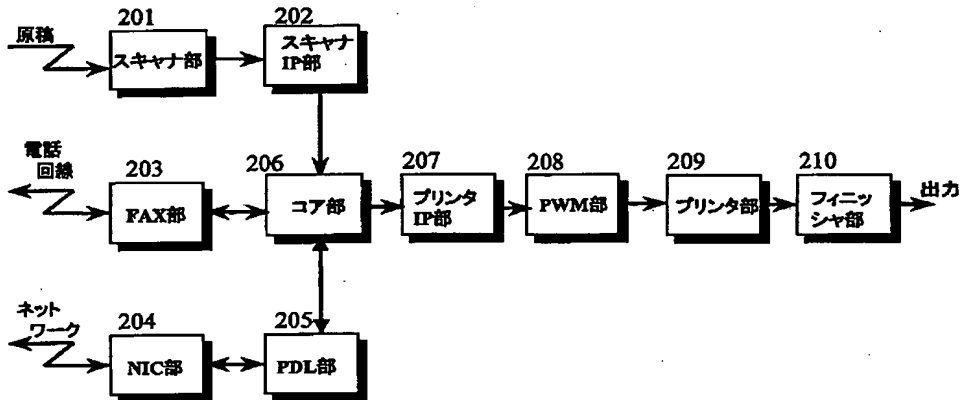 201
原稿
スキャナ部
202
スキャナ
IP部
電話
回線
203
FAX部
206
コア部
207
プリンタ
IP部
208
PWM部
209
プリンタ部
210
フィニッ
シャ部
出力
ネット
ワーク
204
NIC部
205
PDL部